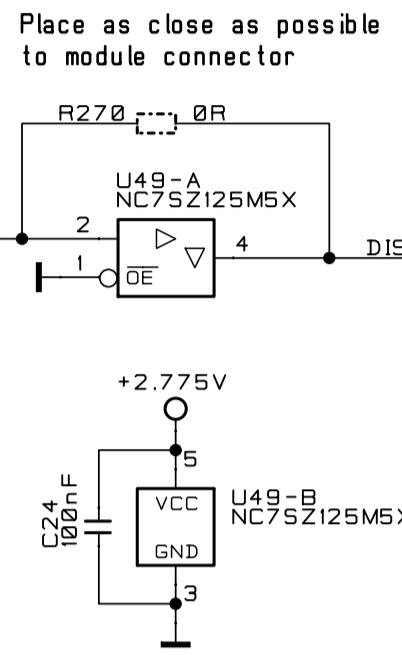 Place as close as possible
to module connector
R270 0R
U49-A
NC7SZ125M5X
2
4
DIS
1
OE
+2.775V
5
VCC
U49-B
NC7SZ125M5X
C24
100nF
GND
3